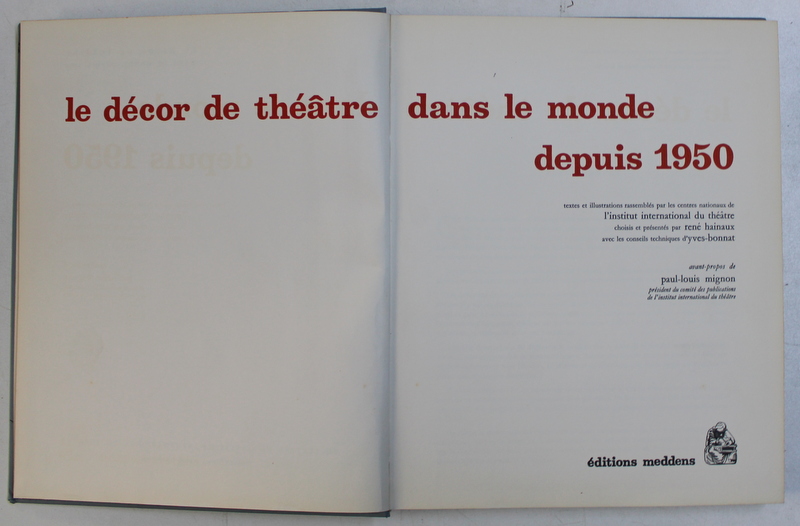 le décor de théâtre dans le monde
depuis 1950
textes et illustrations rassemblés par les centres nationaux de
l'institut international du théâtre
choisis et présentés par rené hainaux
avec les conseils techniques d'yves-bonnat
avant-propos de
paul-louis mignon
président du comité des publications
de l'institut international du théâtre
éditions meddens